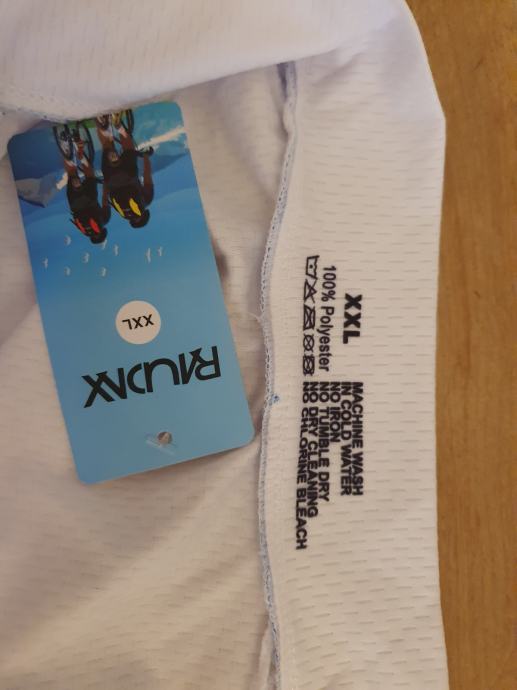 RAUDAX
XXL
XXL
100% Polyester
MACHINE WASH
IN COLD WATER
NO IRON
NO TUMBLE DRY
NO DRY CLEANING
NO CHLORINE BLEACH